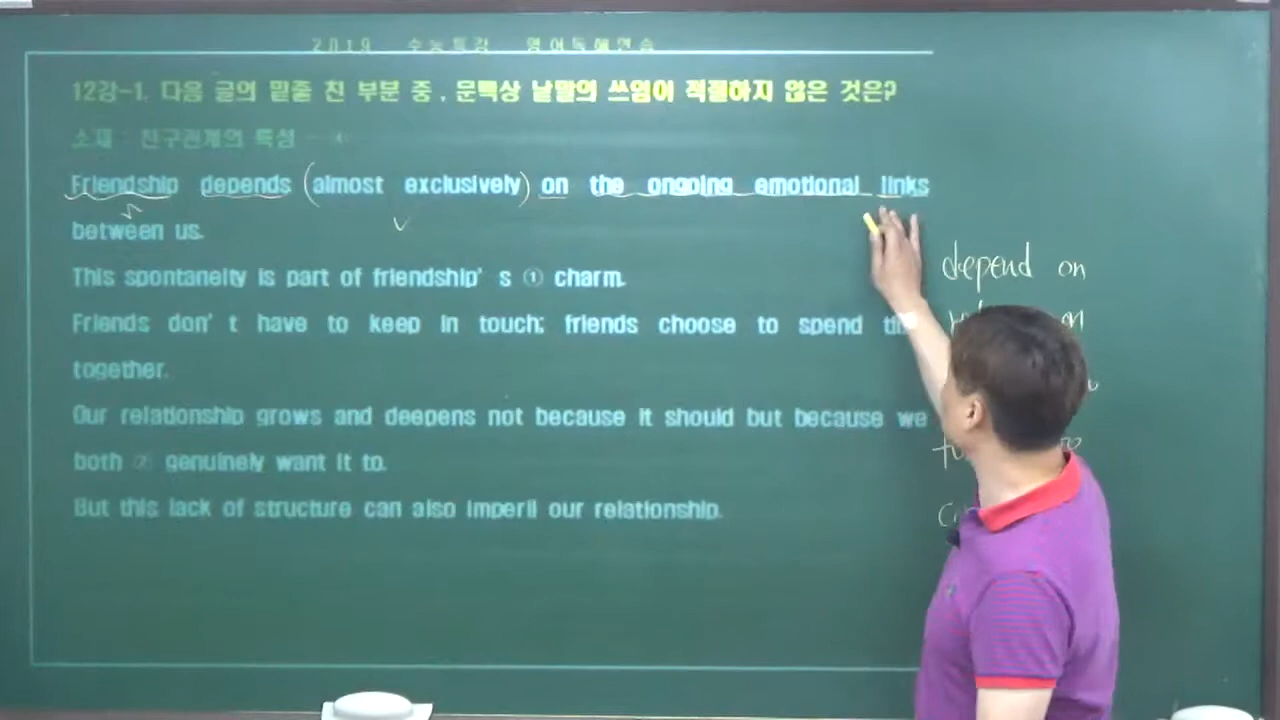 2019 수능특강 영어독해연습
12강-1. 다음 글의 밑줄 친 부분 중, 문맥상 낱말의 쓰임이 적절하지 않은 것은?
소재 : 친구관계의 특성
Friendship depends (almost exclusively) on the ongoing emotional links
between us.
This spontaneity is part of friendship's ① charm.
Friends don't have to keep in touch; friends choose to spend
together.
Our relationship grows and deepens not because it should but because we
both ② genuinely want it to.
But this lack of structure can also imperil our relationship.
depend on
on